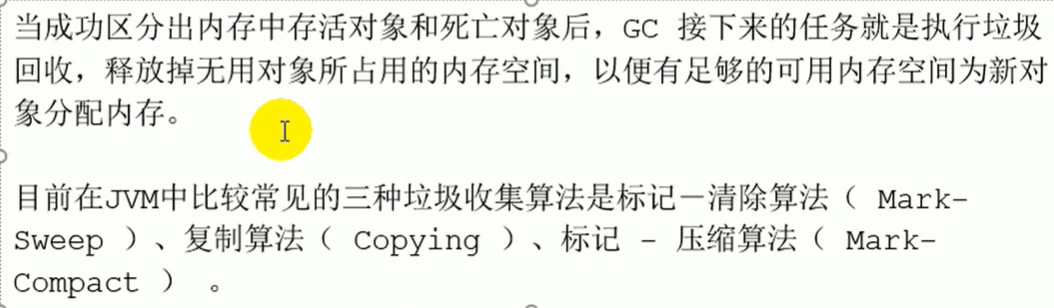 当成功区分出内存中存活对象和死亡对象后，GC 接下来的任务就是执行垃圾
回收，释放掉无用对象所占用的内存空间，以便有足够的可用内存空间为新对
象分配内存。
目前在JVM中比较常见的三种垃圾收集算法是标记－清除算法（ Mark-
Sweep ）、复制算法（ Copying ）、标记 - 压缩算法（ Mark-
Compact ） 。